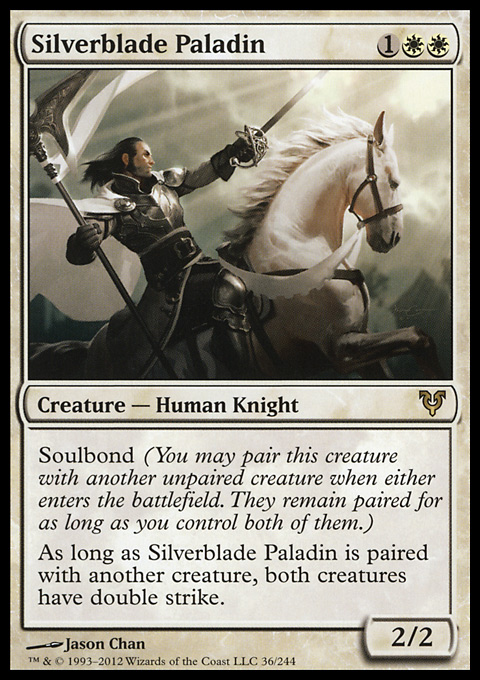 Silverblade Paladin 1
Creature — Human Knight
Soulbond (You may pair this creature
with another unpaired creature when either
enters the battlefield. They remain paired for
as long as you control both of them.)
As long as Silverblade Paladin is paired
with another creature, both creatures
have double strike.
Jason Chan
2/2
™ & © 1993–2012 Wizards of the Coast LLC 36/244